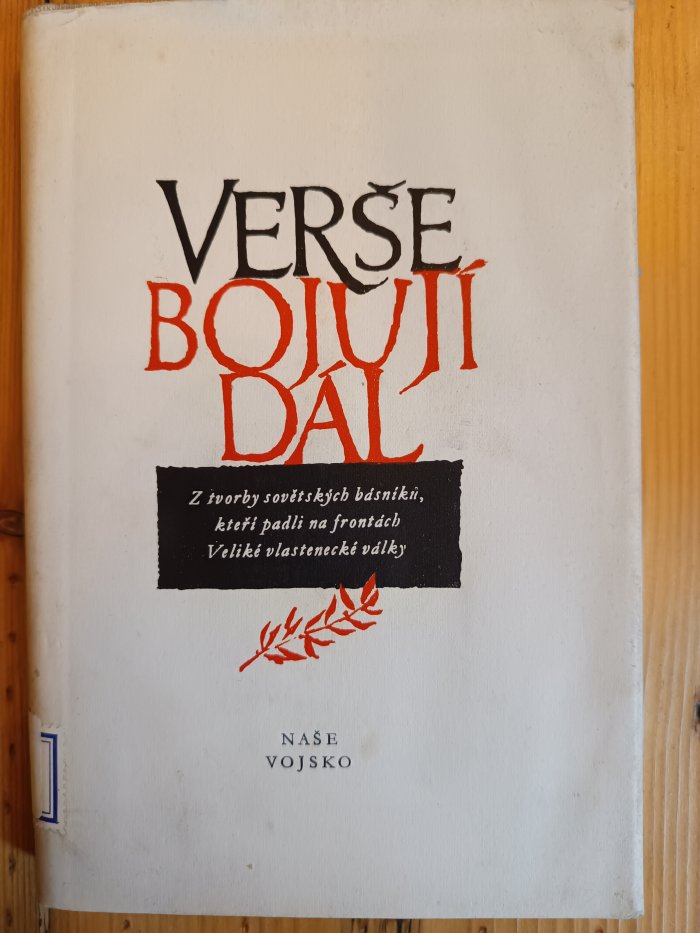 VERŠE
BOJUJÍ
DÁL
Z tvorby sovětských básníků,
kteří padli na frontách
Veliké vlastenecké války
NAŠE
VOJSKO